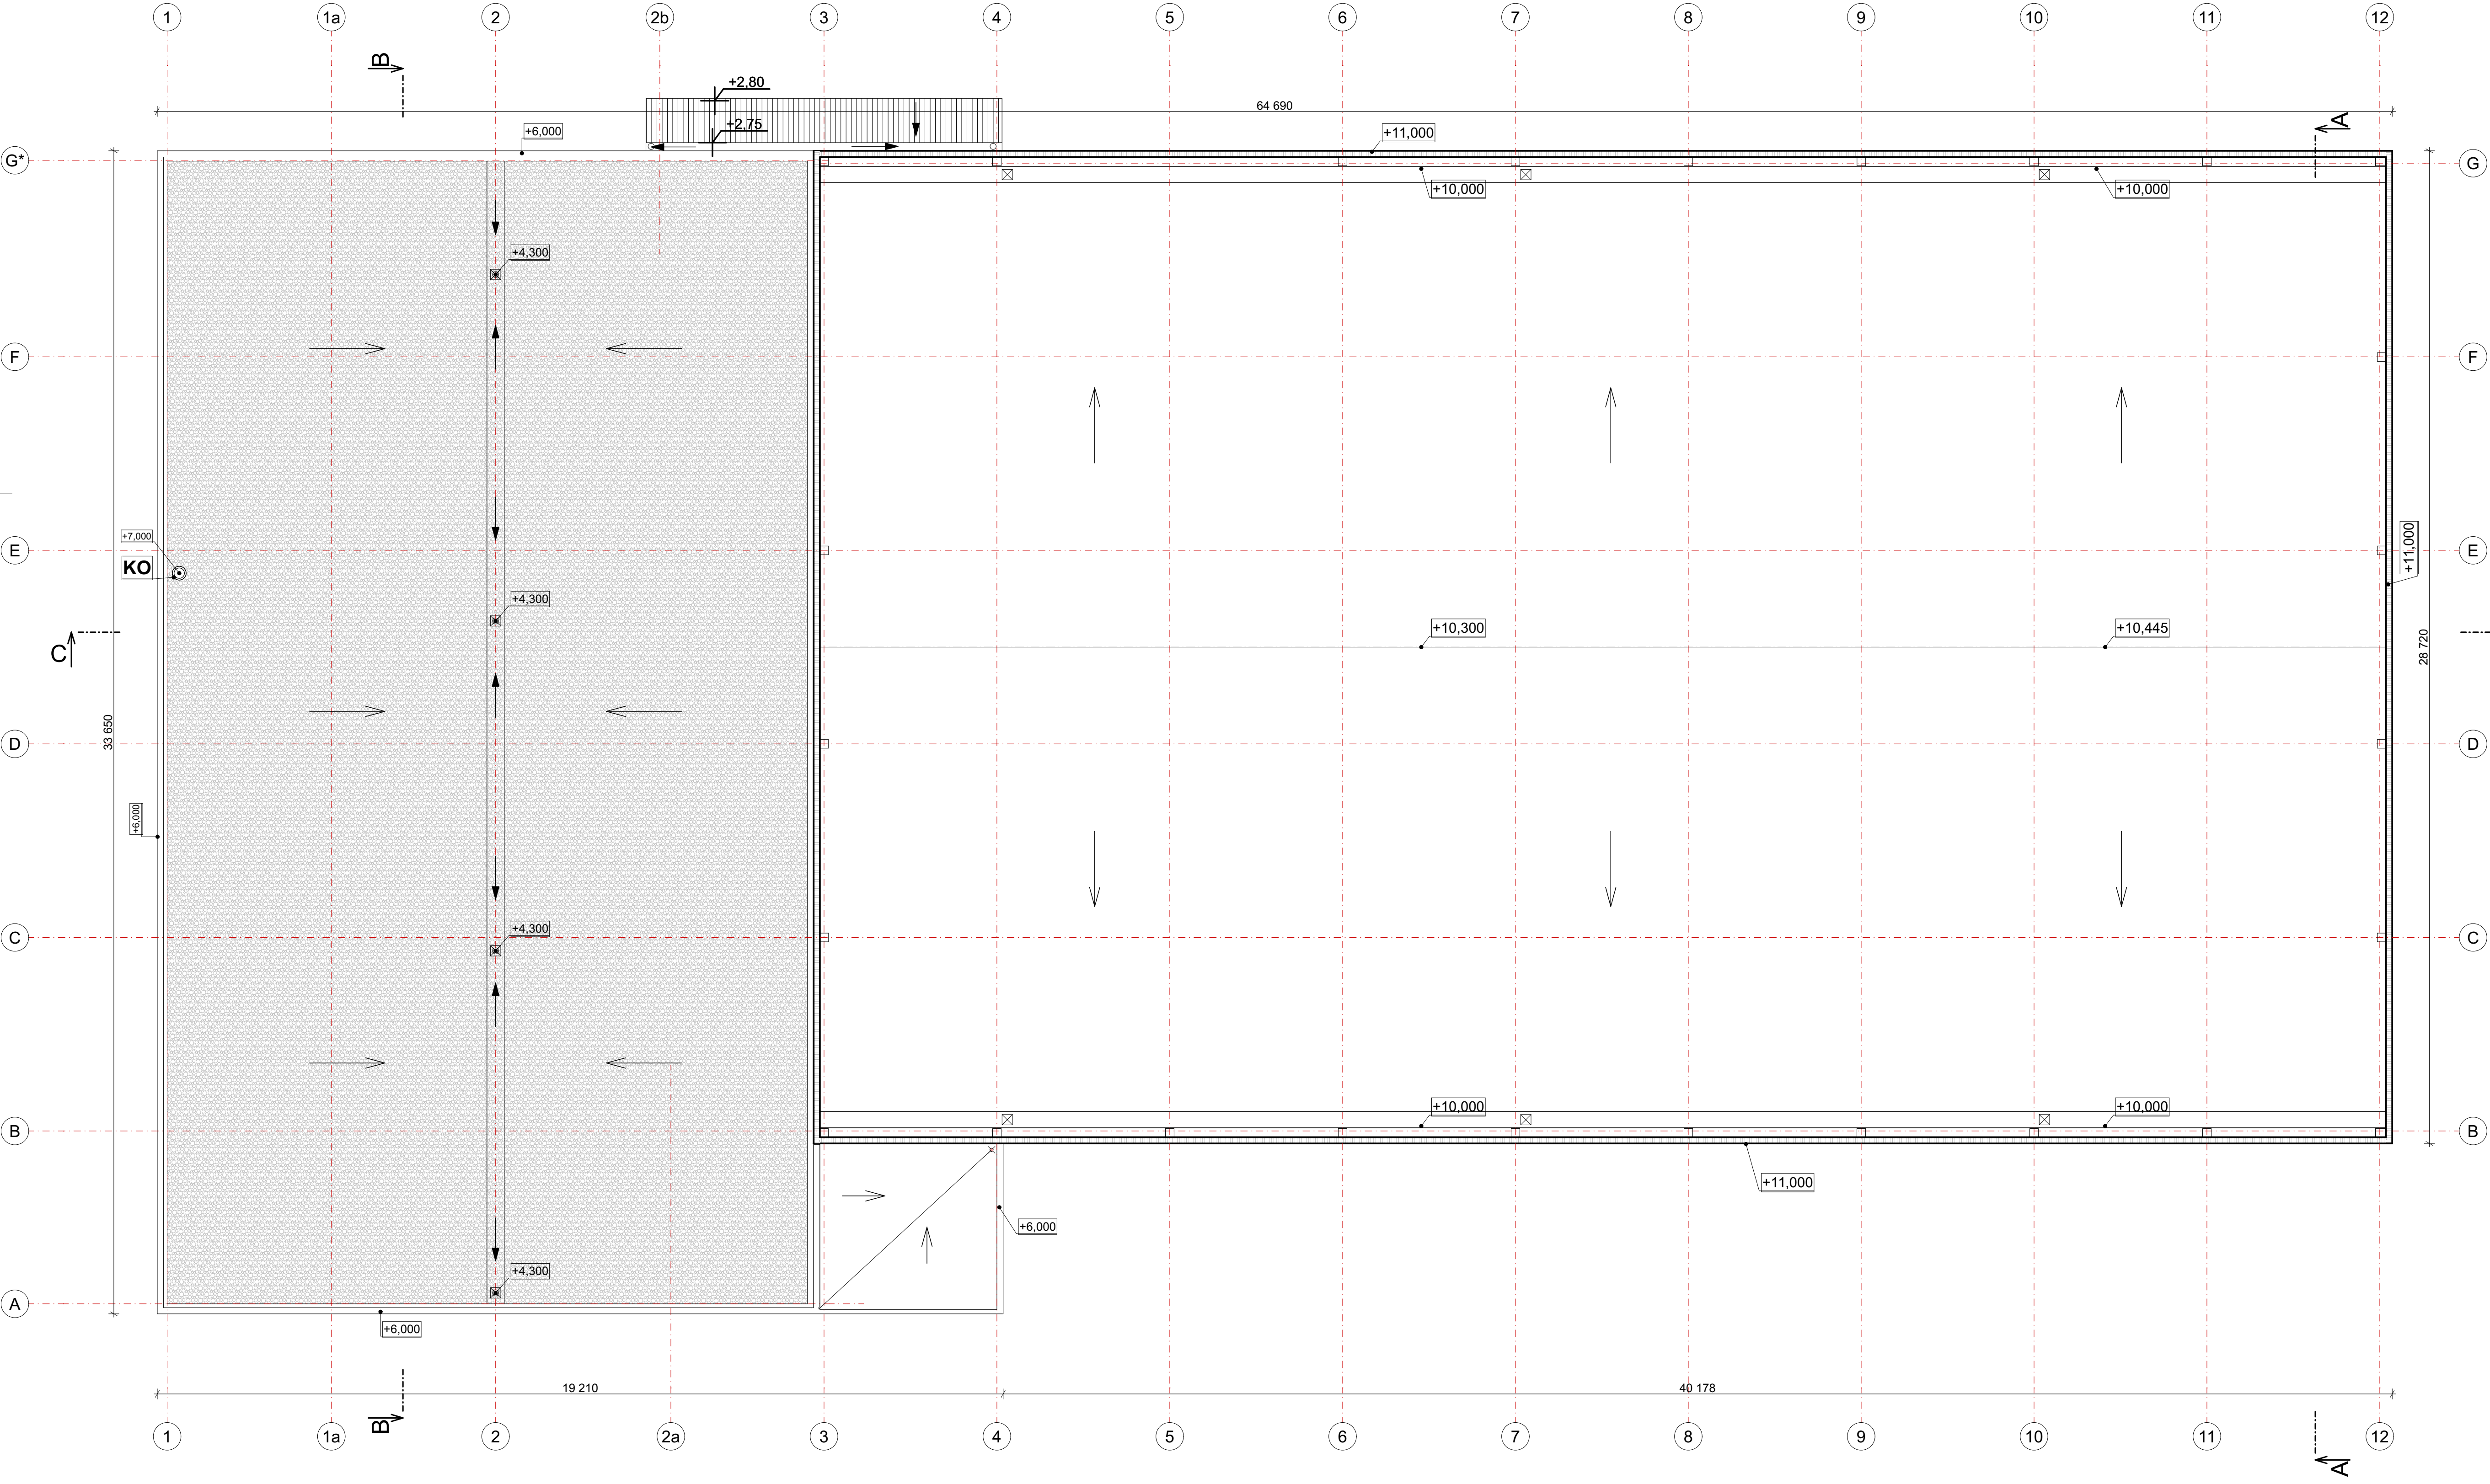 1 1a 2 2b 3 4 5 6 7 8 9 10 11 12
B
+2,80
64 690
A
+2,75
+6,000
+11,000
G*
G
+10,000
+10,000
+4,300
F
F
+7,000
E
E
+11,000
KO
+4,300
+10,300
+10,445
C
28 720
33 650
D
D
+6,000
+4,300
C
C
+10,000
+10,000
B
B
+11,000
+6,000
+4,300
A
+6,000
19 210
40 178
B
1 1a 2 2a 3 4 5 6 7 8 9 10 11 12
A